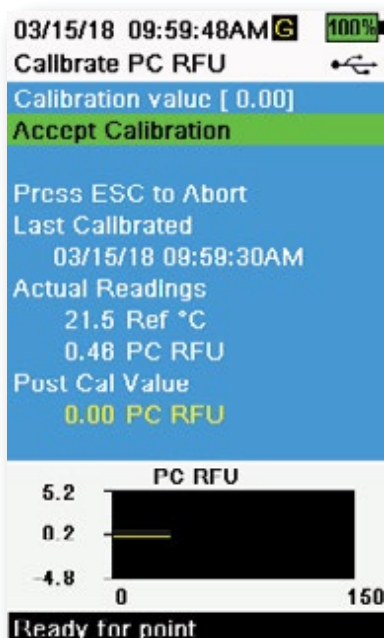 03/15/18 09:59:48AM G 100%
Calibrate PC RFU
Calibration value [ 0.00]
Accept Calibration
Press ESC to Abort
Last Calibrated
03/15/18 09:59:30AM
Actual Readings
21.5 Ref °C
0.46 PC RFU
Post Cal Value
0.00 PC RFU
PC RFU
5.2
0.2
-4.8
0 150
Ready for point